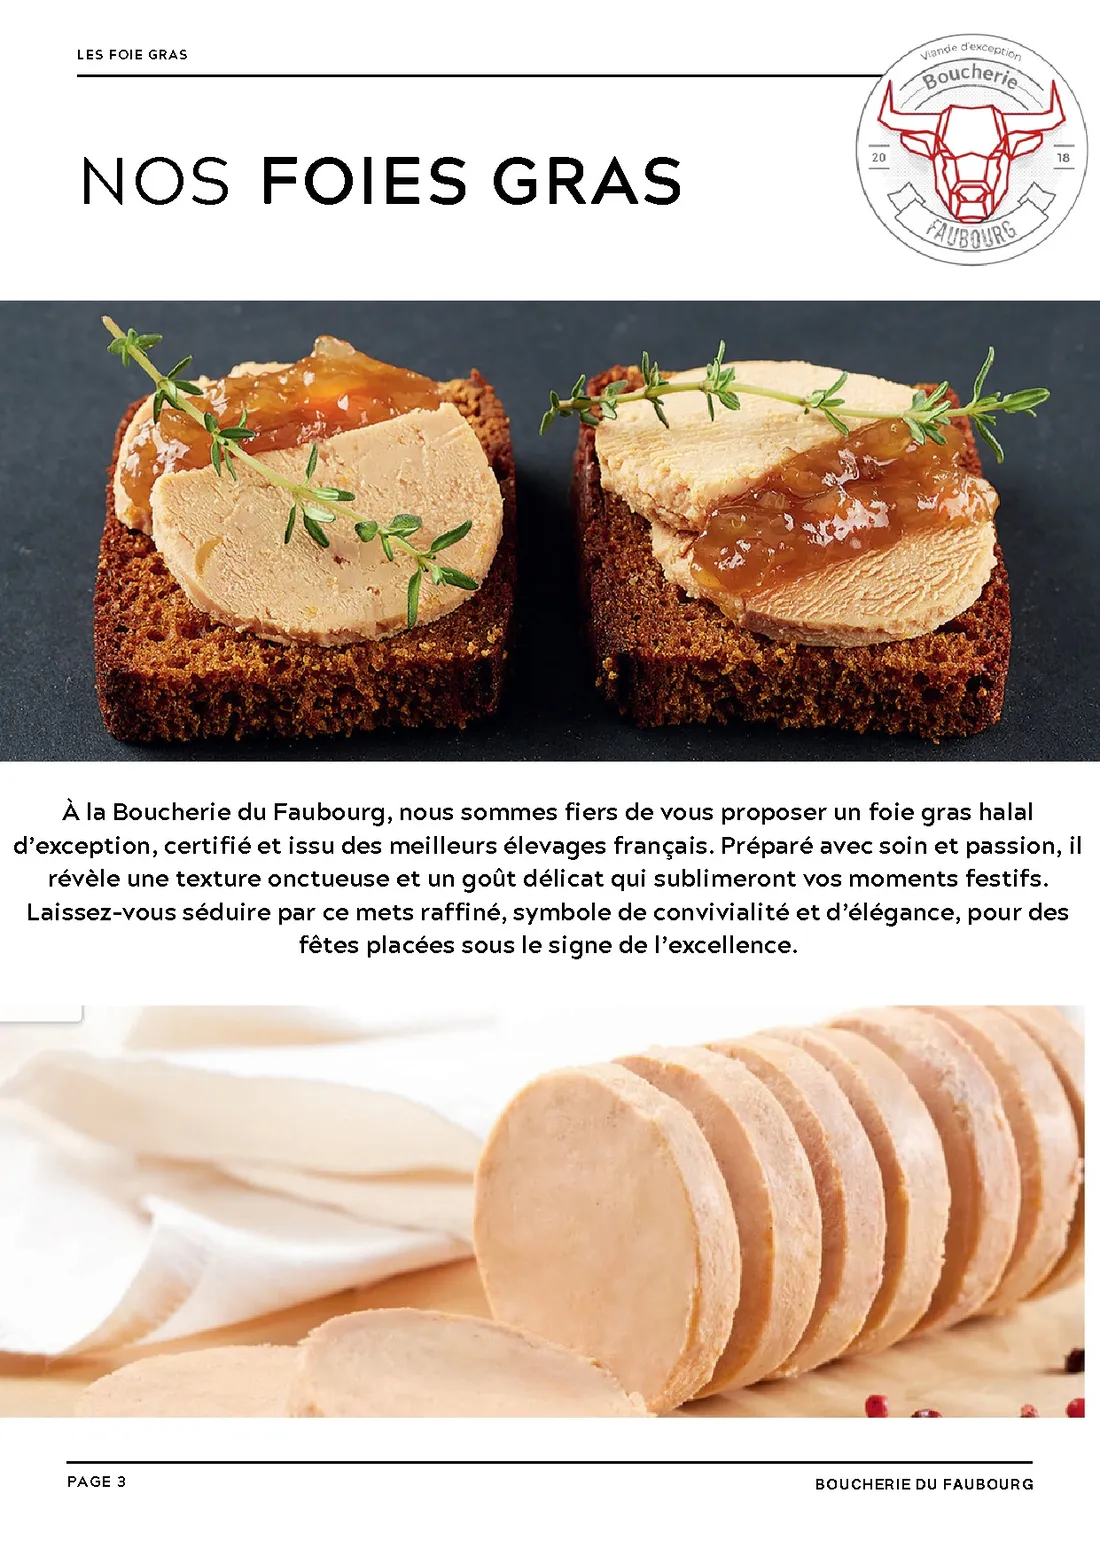 LES FOIE GRAS
Viande d'exception
Boucherie
20
18
FAUBOURG
NOS FOIES GRAS
À la Boucherie du Faubourg, nous sommes fiers de vous proposer un foie gras halal
d'exception, certifié et issu des meilleurs élevages français. Préparé avec soin et passion, il
révèle une texture onctueuse et un goût délicat qui sublimeront vos moments festifs.
Laissez-vous séduire par ce mets raffiné, symbole de convivialité et d'élégance, pour des
fêtes placées sous le signe de l'excellence.
PAGE 3
BOUCHERIE DU FAUBOURG